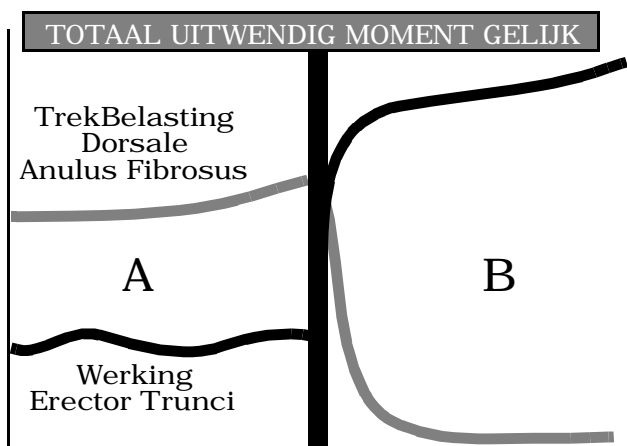 TOTAAL UITWENDIG MOMENT GELIJK
TrekBelasting
Dorsale
Anulus Fibrosus
A
B
Werking
Erector Trunci